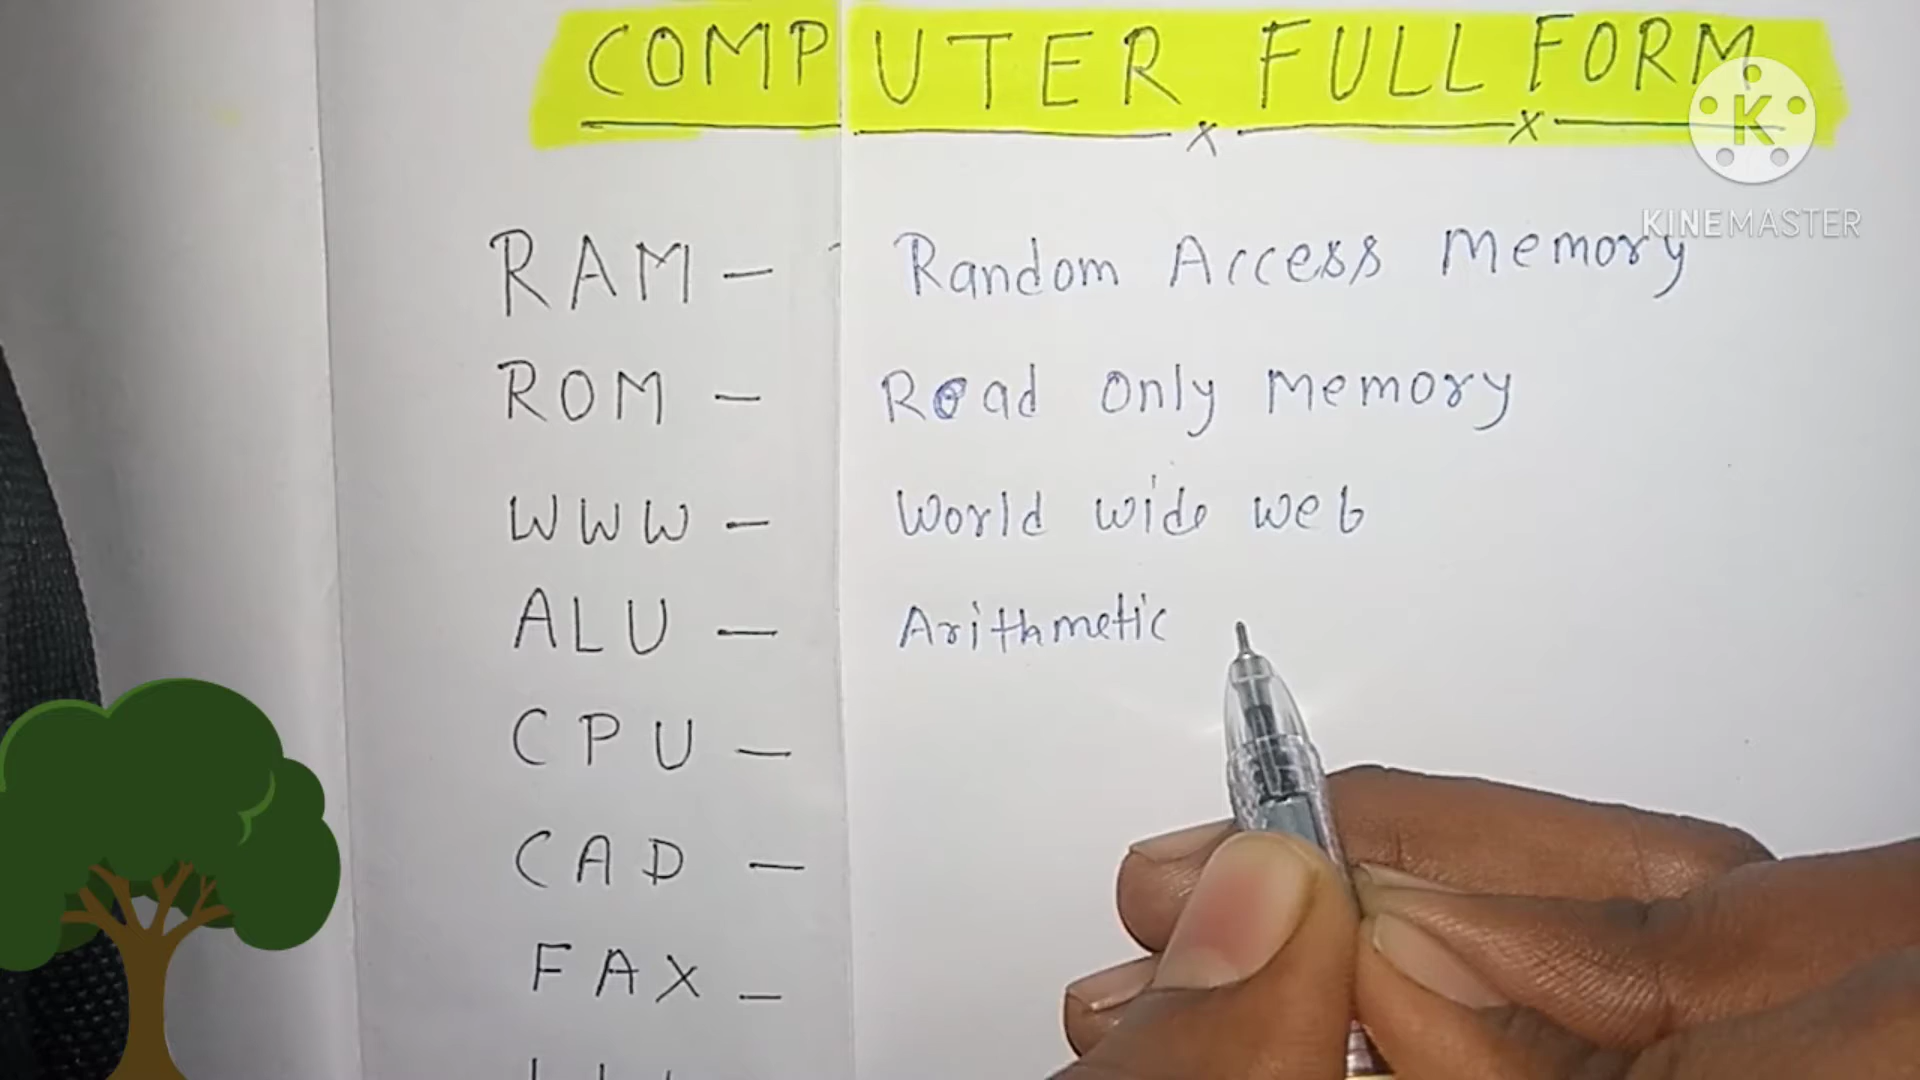 COMPUTER FULL FORM
K
KINEMASTER
RAM - Random Access Memory
ROM - Read Only Memory
WWW - World wide web
ALU - Arithmetic
CPU -
CAD -
FAX -